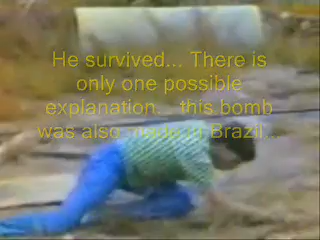 He survived... There is
only one possible
explanation... this bomb
was also made in Brazil...